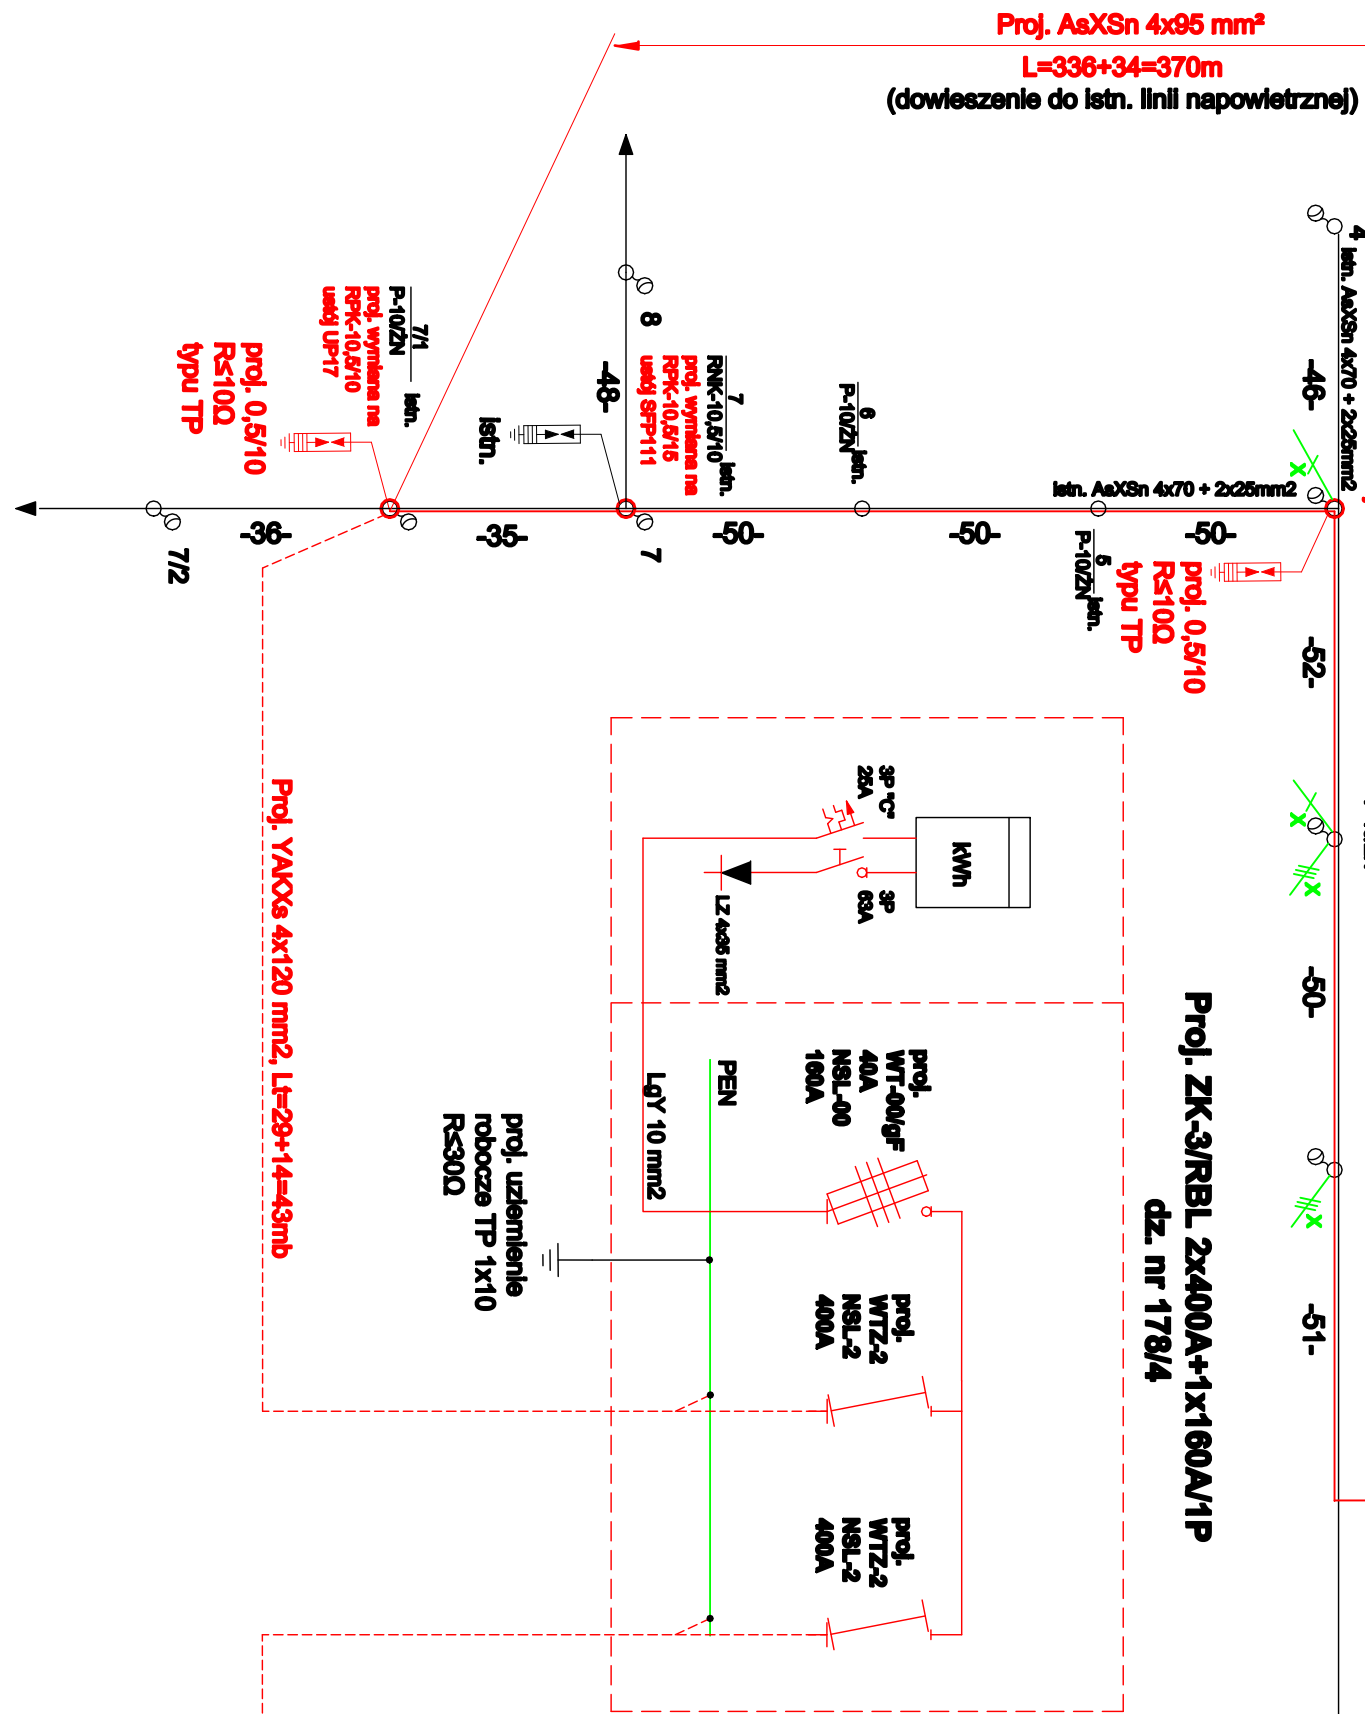 Proj. AsXSn 4x95 mm²
L=336+34=370m
(dowieszenie do istn. linii napowietrznej)
4
istn. AsXSn 4x70 + 2x25mm2
-46-
8
-48-
7
RNK-10,5/10
istn.
proj. wymiana na
RPK-10,5/15
ustój SFP111
7/1
P-10/ŻN
istn.
proj. wymiana na
RPK-10,5/10
ustój UP17
proj. 0,5/10
R≤10Ω
typu TP
istn.
6
P-10/ŻN
istn.
istn. AsXSn 4x70 + 2x25mm2
x
-36-
7/2
-35-
7
-50-
-50-
-50-
5
P-10/ŻN
istn.
proj. 0,5/10
R≤10Ω
typu TP
-52-
x
x
-50-
x
-51-
Proj. YAKXs 4x120 mm2, Lt=29+14=43mb
3P "C"
25A
kWh
3P
63A
LZ 4x35 mm2
Proj. ZK-3/RBL 2x400A+1x160A/1P
dz. nr 178/4
proj.
WT-00/gF
40A
NSL-00
160A
PEN
LgY 10 mm2
proj. uziemienie
robocze TP 1x10
R≤30Ω
proj.
WTZ-2
NSL-2
400A
proj.
WTZ-2
NSL-2
400A